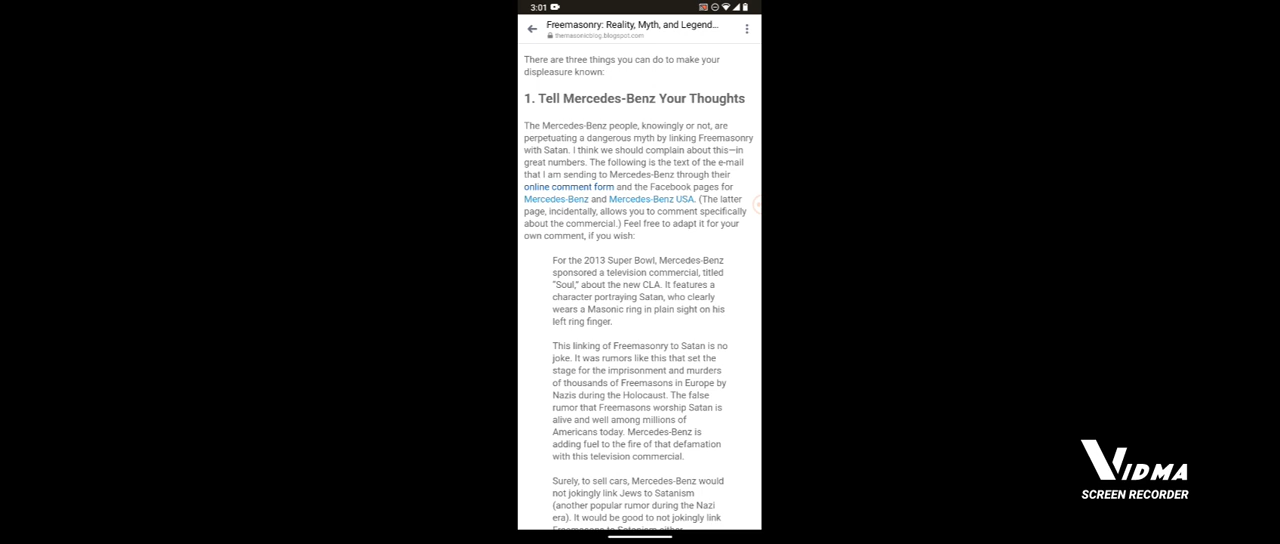 3:01
Freemasonry: Reality, Myth, and Legend...
themasonicblog.blogspot.com
There are three things you can do to make your
displeasure known:
1. Tell Mercedes-Benz Your Thoughts
The Mercedes-Benz people, knowingly or not, are
perpetuating a dangerous myth by linking Freemasonry
with Satan. I think we should complain about this—in
great numbers. The following is the text of the e-mail
that I am sending to Mercedes-Benz through their
online comment form and the Facebook pages for
Mercedes-Benz and Mercedes-Benz USA. (The latter
page, incidentally, allows you to comment specifically
about the commercial.) Feel free to adapt it for your
own comment, if you wish:
For the 2013 Super Bowl, Mercedes-Benz
sponsored a television commercial, titled
"Soul," about the new CLA. It features a
character portraying Satan, who clearly
wears a Masonic ring in plain sight on his
left ring finger.
This linking of Freemasonry to Satan is no
joke. It was rumors like this that set the
stage for the imprisonment and murders
of thousands of Freemasons in Europe by
Nazis during the Holocaust. The false
rumor that Freemasons worship Satan is
alive and well among millions of
Americans today. Mercedes-Benz is
adding fuel to the fire of that defamation
with this television commercial.
Surely, to sell cars, Mercedes-Benz would
not jokingly link Jews to Satanism
(another popular rumor during the Nazi
era). It would be good to not jokingly link
Freemasons to Satanism either.
VIDMA
SCREEN RECORDER